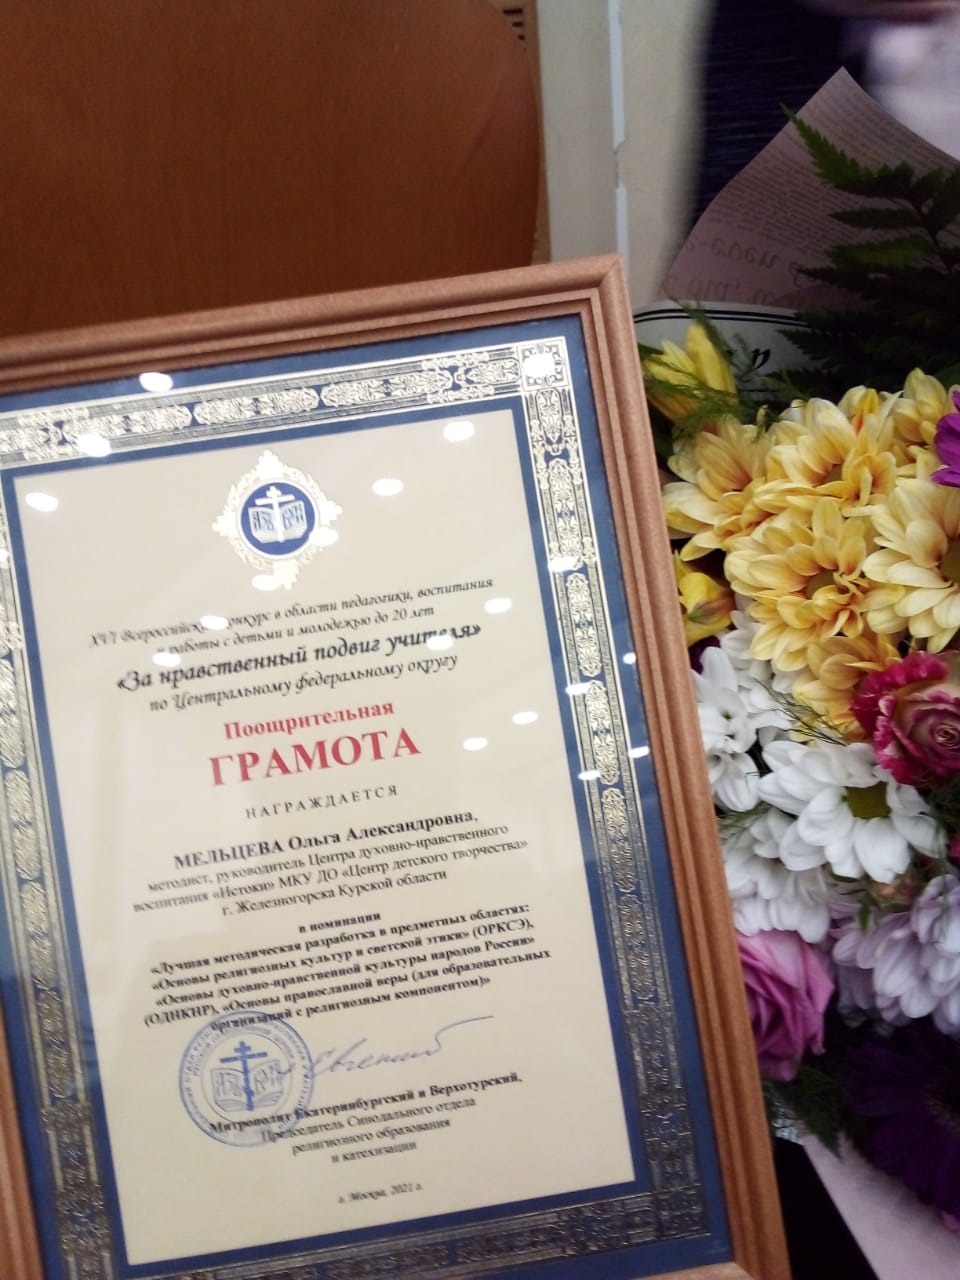 XVI Всероссийский конкурс в области педагогики, воспитания
и работы с детьми и молодежью до 20 лет
«За нравственный подвиг учителя»
по Центральному федеральному округу
Поощрительная
ГРАМОТА
НАГРАЖДАЕТСЯ
МЕЛЬЦЕВА Ольга Александровна,
методист, руководитель Центра духовно-нравственного
воспитания «Истоки» МКУ ДО «Центр детского творчества»
г. Железногорска Курской области
в номинации
«Лучшая методическая разработка в предметных областях:
«Основы религиозных культур и светской этики» (ОРКСЭ),
«Основы духовно-нравственной культуры народов России»
(ОДНКНР), «Основы православной веры (для образовательных
организаций с религиозным компонентом)»
Евгений
Митрополит Екатеринбургский и Верхотурский,
Председатель Синодального отдела
религиозного образования
и катехизации
г. Москва, 2021 г.